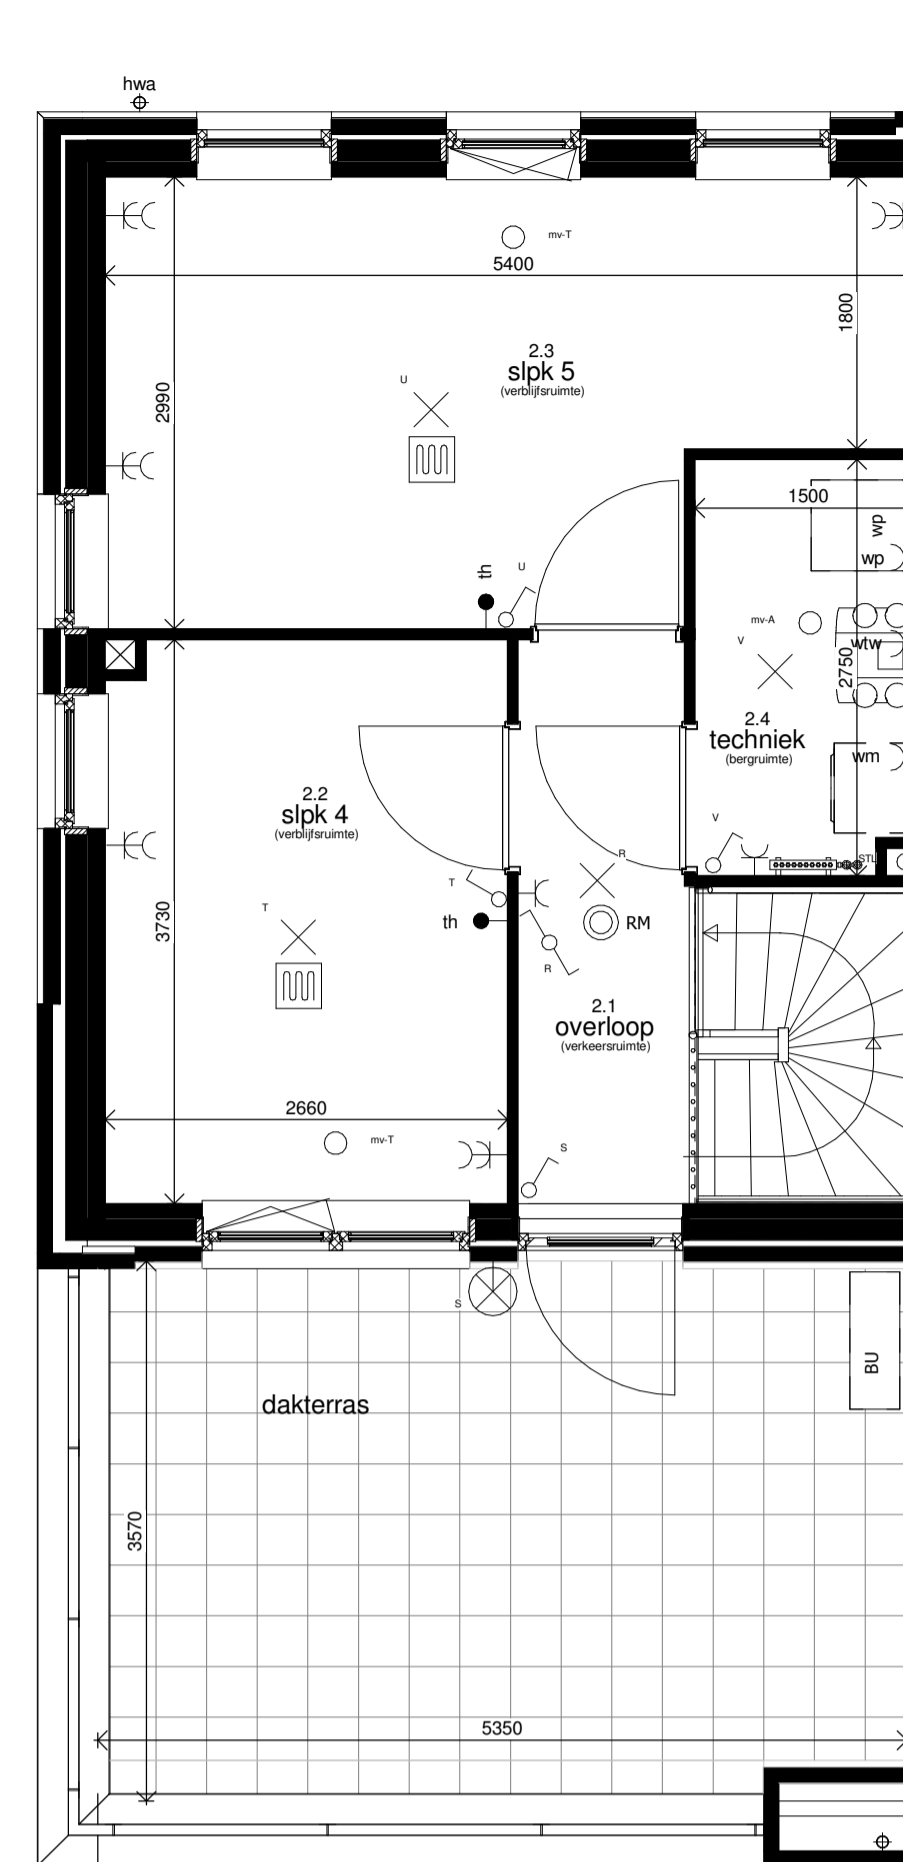 hwa
mv-T
5400
1800
2.3
slpk 5
(verblijfsruimte)
U
2990
1500
wp
wp
th
U
mv-A
V
wtw
2750
2.4
techniek
(bergruimte)
wm
2.2
slpk 4
(verblijfsruimte)
V
R
STL
T
T
th
RM
3730
R
2.1
overloop
(verkeersruimte)
2660
mv-T
S
S
BU
dakterras
3570
5350